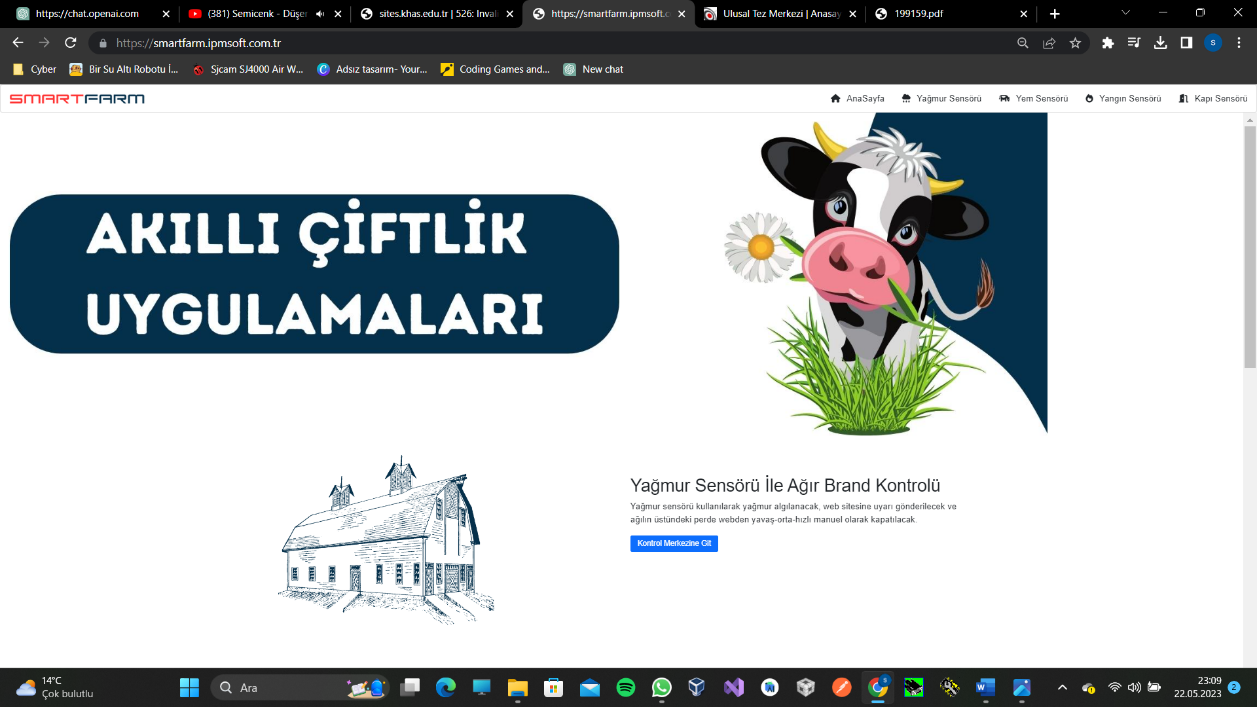 https://chat.openai.com
(381) Semicenk - Düşer
sites.khas.edu.tr | 526: Invali
https://smartfarm.ipmsoft.c
Ulusal Tez Merkezi | Anasay
199159.pdf
https://smartfarm.ipmsoft.com.tr
S
Cyber
Bir Su Altı Robotu İ...
Sjcam SJ4000 Air W...
Adsız tasarım- Your...
Coding Games and...
New chat
SMARTFARM
AnaSayfa
Yağmur Sensörü
Yem Sensörü
Yangın Sensörü
Kapı Sensörü
AKILLI ÇİFTLİK
UYGULAMALARI
Yağmur Sensörü İle Ağır Brand Kontrolü
Yağmur sensörü kullanılarak yağmur algılanacak, web sitesine uyarı gönderilecek ve
ağılın üstündeki perde webden yavaş-orta-hızlı manuel olarak kapatılacak.
Kontrol Merkezine Git
14°C
Çok bulutlu
Ara
23:09
22.05.2023
2